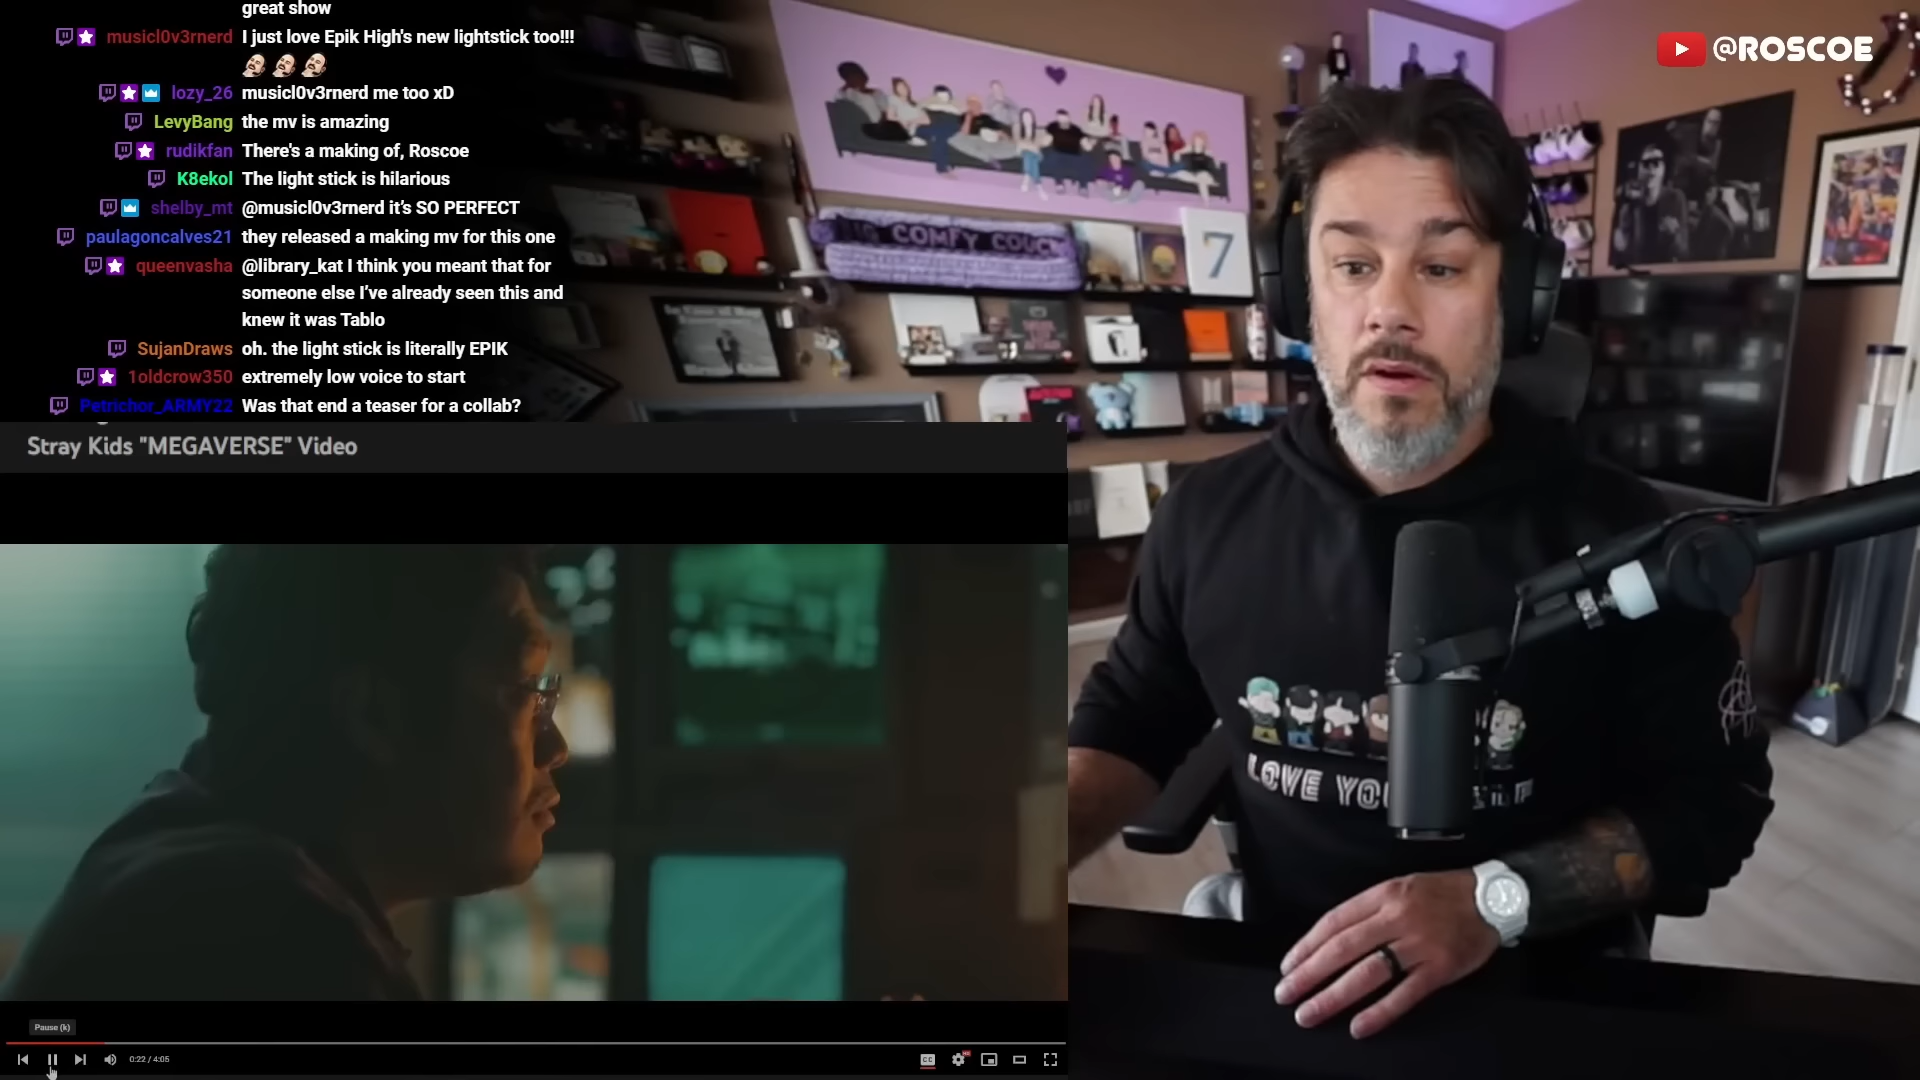 great show
musicl0v3rnerd I just love Epik High's new lightstick too!!!
lozy_26 musicl0v3rnerd me too xD
LevyBang the mv is amazing
rudikfan There's a making of, Roscoe
K8ekol The light stick is hilarious
shelby_mt @musicl0v3rnerd it's SO PERFECT
paulagoncalves21 they released a making mv for this one
queenvasha @library_kat I think you meant that for
someone else I've already seen this and
knew it was Tablo
SujanDraws oh. the light stick is literally EPIK
1oldcrow350 extremely low voice to start
Petrichor_ARMY22 Was that end a teaser for a collab?
Stray Kids "MEGAVERSE" Video
Pause (k)
0:22 / 4:05
CC
HD
@ROSCOE
COMFY COUCH
7
LOVE YO